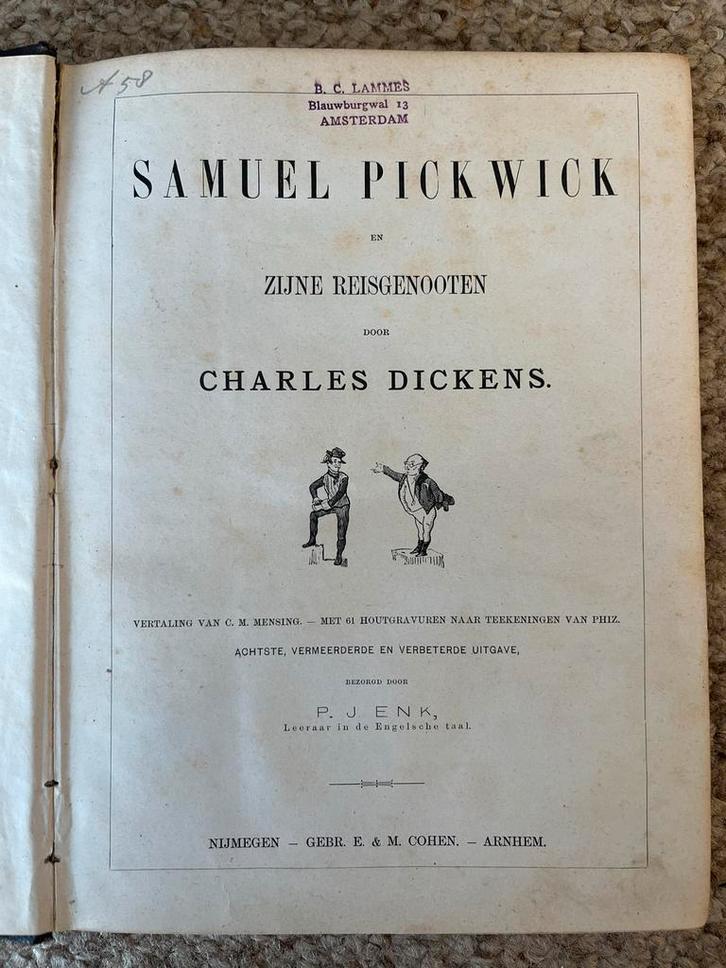 A 58
B. C. LAMMES
Blauwburgwal 13
AMSTERDAM
SAMUEL PICKWICK
EN
ZIJNE REISGENOOTEN
DOOR
CHARLES DICKENS.
VERTALING VAN C. M. MENSING. — MET 61 HOUTGRAVUREN NAAR TEEKENINGEN VAN PHIZ.
ACHTSTE, VERMEERDERDE EN VERBETERDE UITGAVE,
BEZORGD DOOR
P. J. ENK,
Leeraar in de Engelsche taal.
NIJMEGEN — GEBR. E. & M. COHEN. — ARNHEM.